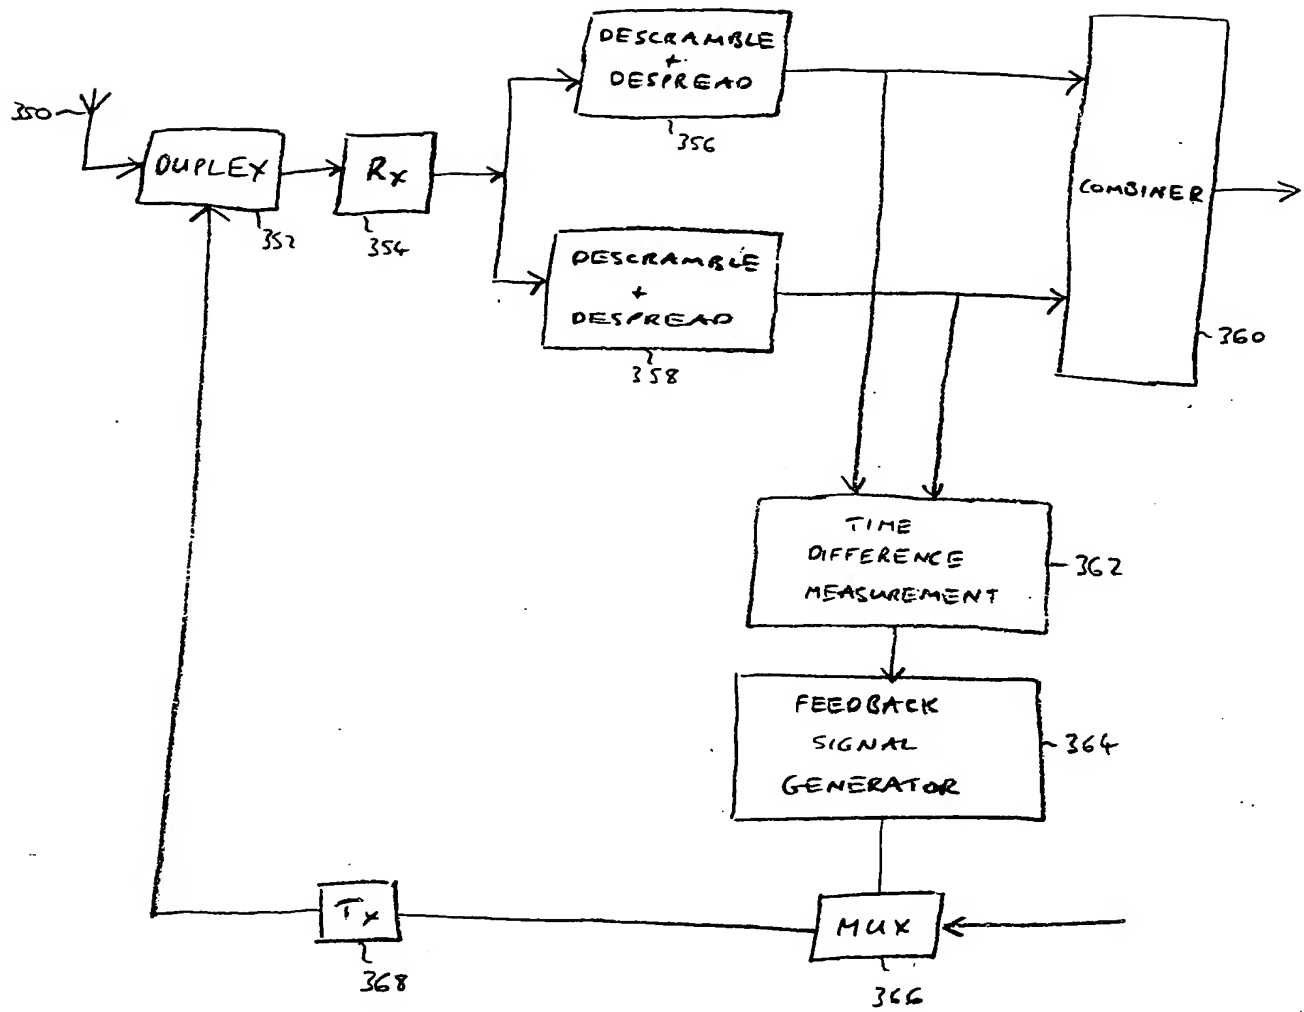 DESCRAMBLE
+
DESPREAD
356
350
DUPLEX
352
Rx
354
DESCRAMBLE
+
DESPREAD
358
COMBINER
360
TIME
DIFFERENCE
MEASUREMENT
362
FEEDBACK
SIGNAL
GENERATOR
364
Tx
368
MUX
366